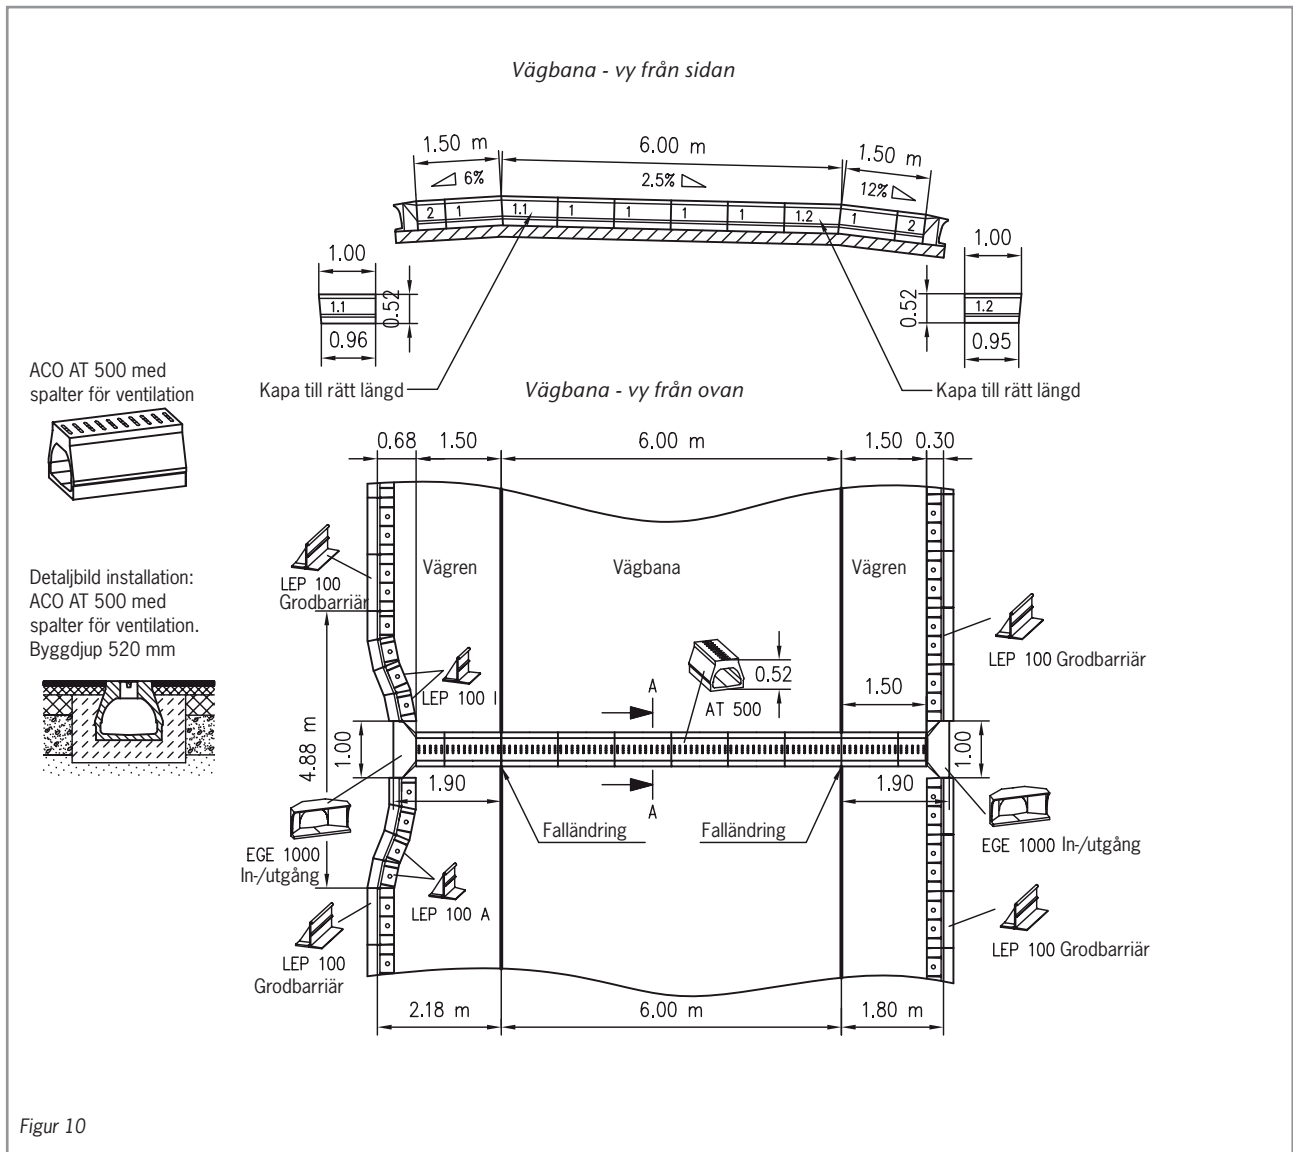 Vägbana - vy från sidan
1.50 m
6.00 m
1.50 m
6%
2.5%
12%
2 1 1.1 1 1 1 1 1.2 1 2
1.00
1.00
1.1
0.52
0.52
1.2
0.96
0.95
Kapa till rätt längd
Vägbana - vy från ovan
Kapa till rätt längd
ACO AT 500 med
spalter för ventilation
0.68 1.50 6.00 m 1.50 0.30
Vägren
Vägbana
Vägren
LEP 100
Grodbarriär
Detaljbild installation:
ACO AT 500 med
spalter för ventilation.
Byggdjup 520 mm
LEP 100 Grodbarriär
LEP 100 I
0.52
AT 500
1.50
A
4.88 m
1.00
1.00
1.90
A
1.90
Falländring
Falländring
EGE 1000
In-/utgång
EGE 1000 In-/utgång
LEP 100 A
LEP 100
Grodbarriär
LEP 100 Grodbarriär
2.18 m
6.00 m
1.80 m
Figur 10